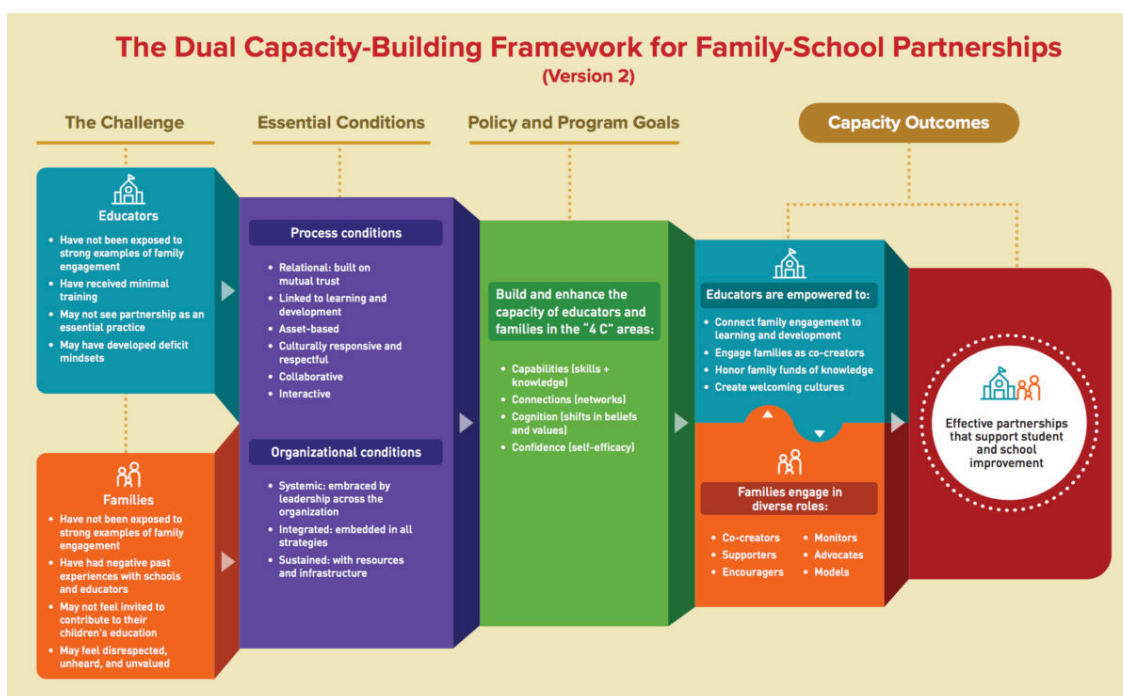 The Dual Capacity-Building Framework for Family-School Partnerships
(Version 2)
The Challenge
Essential Conditions
Policy and Program Goals
Capacity Outcomes
Educators
• Have not been exposed to
strong examples of family
engagement
• Have received minimal
training
• May not see partnership as an
essential practice
• May have developed deficit
mindsets
Families
• Have not been exposed to
strong examples of family
engagement
• Have had negative past
experiences with schools
and educators
• May not feel invited to
contribute to their
children's education
• May feel disrespected,
unheard, and unvalued
Process conditions
• Relational: built on
mutual trust
• Linked to learning and
development
• Asset-based
• Culturally responsive and
respectful
• Collaborative
• Interactive
Organizational conditions
• Systemic: embraced by
leadership across the
organization
• Integrated: embedded in all
strategies
• Sustained: with resources
and infrastructure
Build and enhance the
capacity of educators and
families in the "4 C" areas:
• Capabilities (skills +
knowledge)
• Connections (networks)
• Cognition (shifts in beliefs
and values)
• Confidence (self-efficacy)
Educators are empowered to:
• Connect family engagement to
learning and development
• Engage families as co-creators
• Honor family funds of knowledge
• Create welcoming cultures
Families engage in
diverse roles:
• Co-creators
• Supporters
• Encouragers
• Monitors
• Advocates
• Models
Effective partnerships
that support student
and school
improvement